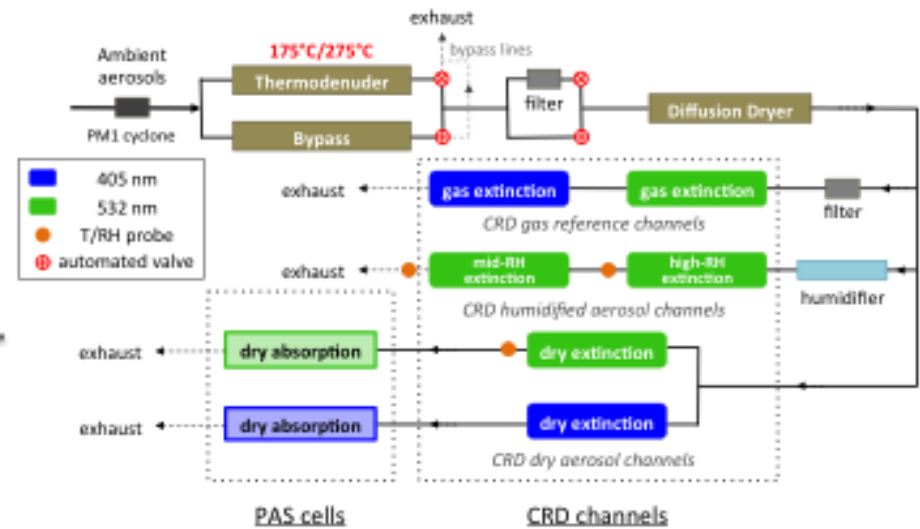 exhaust
175°C/275°C
bypass lines
Ambient
aerosols
Thermodenuder
filter
Diffusion Dryer
PM1 cyclone
Bypass
405 nm
532 nm
T/RH probe
automated valve
exhaust
gas extinction
gas extinction
filter
CRD gas reference channels
exhaust
mid-RH
extinction
high-RH
extinction
humidifier
CRD humidified aerosol channels
exhaust
dry absorption
dry extinction
exhaust
dry absorption
dry extinction
CRD dry aerosol channels
PAS cells
CRD channels